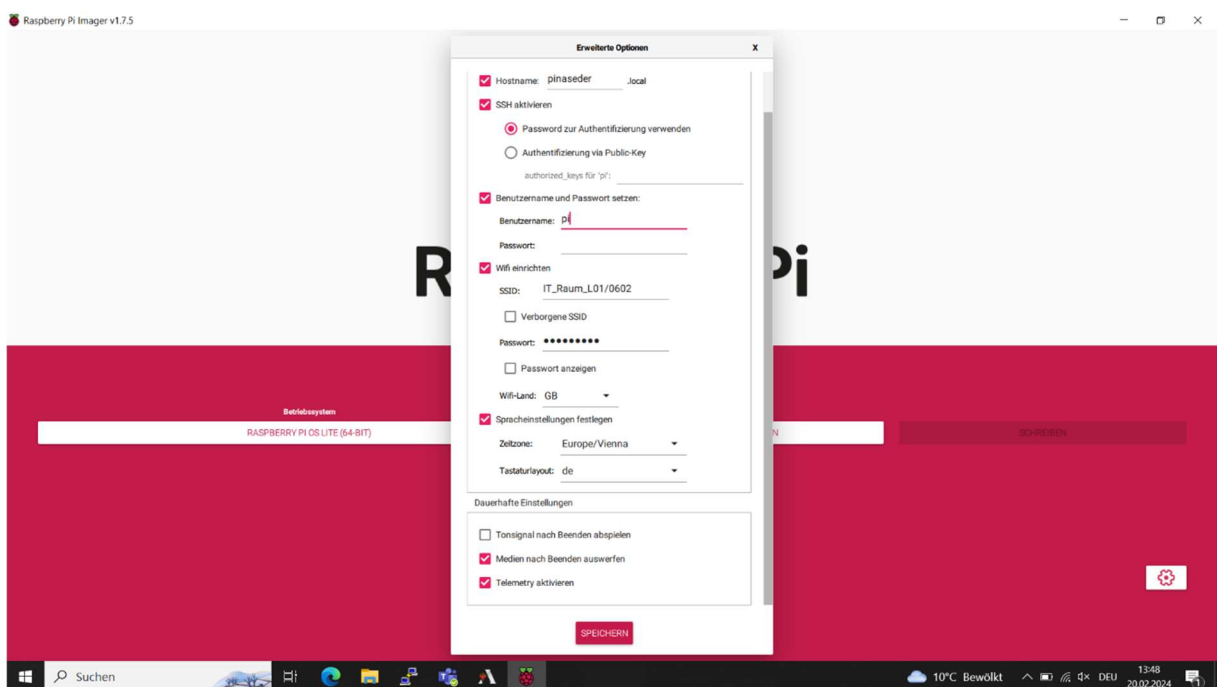 Raspberry Pi Imager v1.7.5
Erweiterte Optionen
X
Hostname: pinaseder .local
SSH aktivieren
Password zur Authentifizierung verwenden
Authentifizierung via Public-Key
authorized_keys für 'pi':
Benutzername und Passwort setzen:
Benutzername: pi
Passwort:
Wifi einrichten
SSID: IT_Raum_L01/0602
Verborgene SSID
Passwort: •••••••••
Passwort anzeigen
Wifi-Land: GB
Spracheinstellungen festlegen
Zeitzone: Europe/Vienna
Tastaturlayout: de
Dauerhafte Einstellungen
Tonsignal nach Beenden abspielen
Medien nach Beenden auswerfen
Telemetry aktivieren
SPEICHERN
R Pi
Betriebssystem
RASPBERRY PI OS LITE (64-BIT)
N
SCHREIBEN
Suchen
10°C Bewölkt
DEU
13:48
20.02.2024